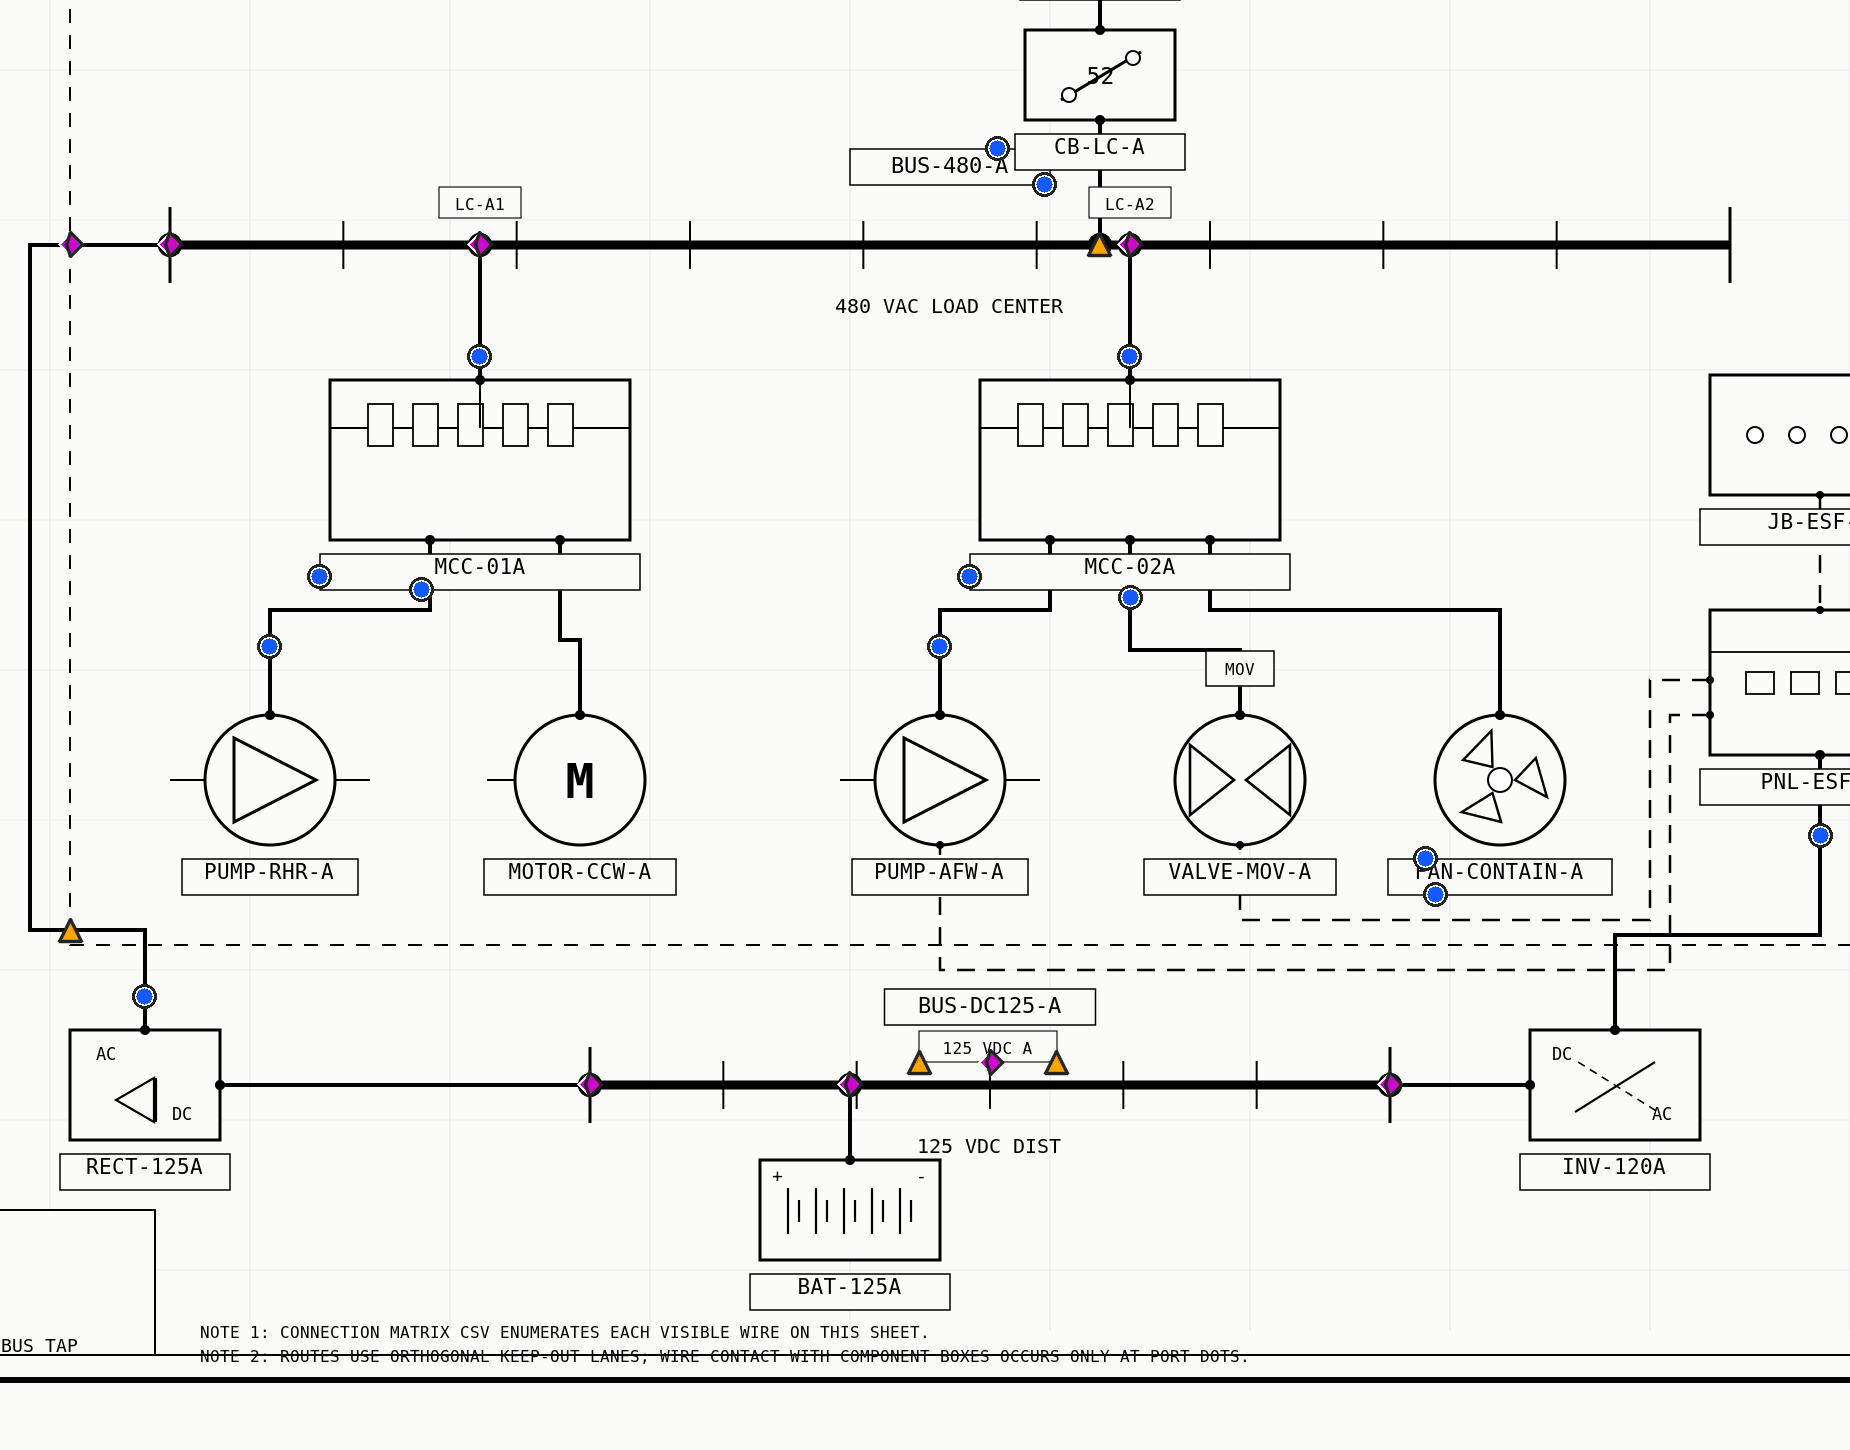 52
CB-LC-A
BUS-480-A
LC-A1
LC-A2
480 VAC LOAD CENTER
JB-ESF-
MCC-01A
MCC-02A
MOV
M
PNL-ESF
PUMP-RHR-A
MOTOR-CCW-A
PUMP-AFW-A
VALVE-MOV-A
FAN-CONTAIN-A
BUS-DC125-A
125 VDC A
AC
DC
DC
AC
RECT-125A
125 VDC DIST
INV-120A
+ -
BAT-125A
BUS TAP
NOTE 1: CONNECTION MATRIX CSV ENUMERATES EACH VISIBLE WIRE ON THIS SHEET.
NOTE 2: ROUTES USE ORTHOGONAL KEEP-OUT LANES; WIRE CONTACT WITH COMPONENT BOXES OCCURS ONLY AT PORT DOTS.